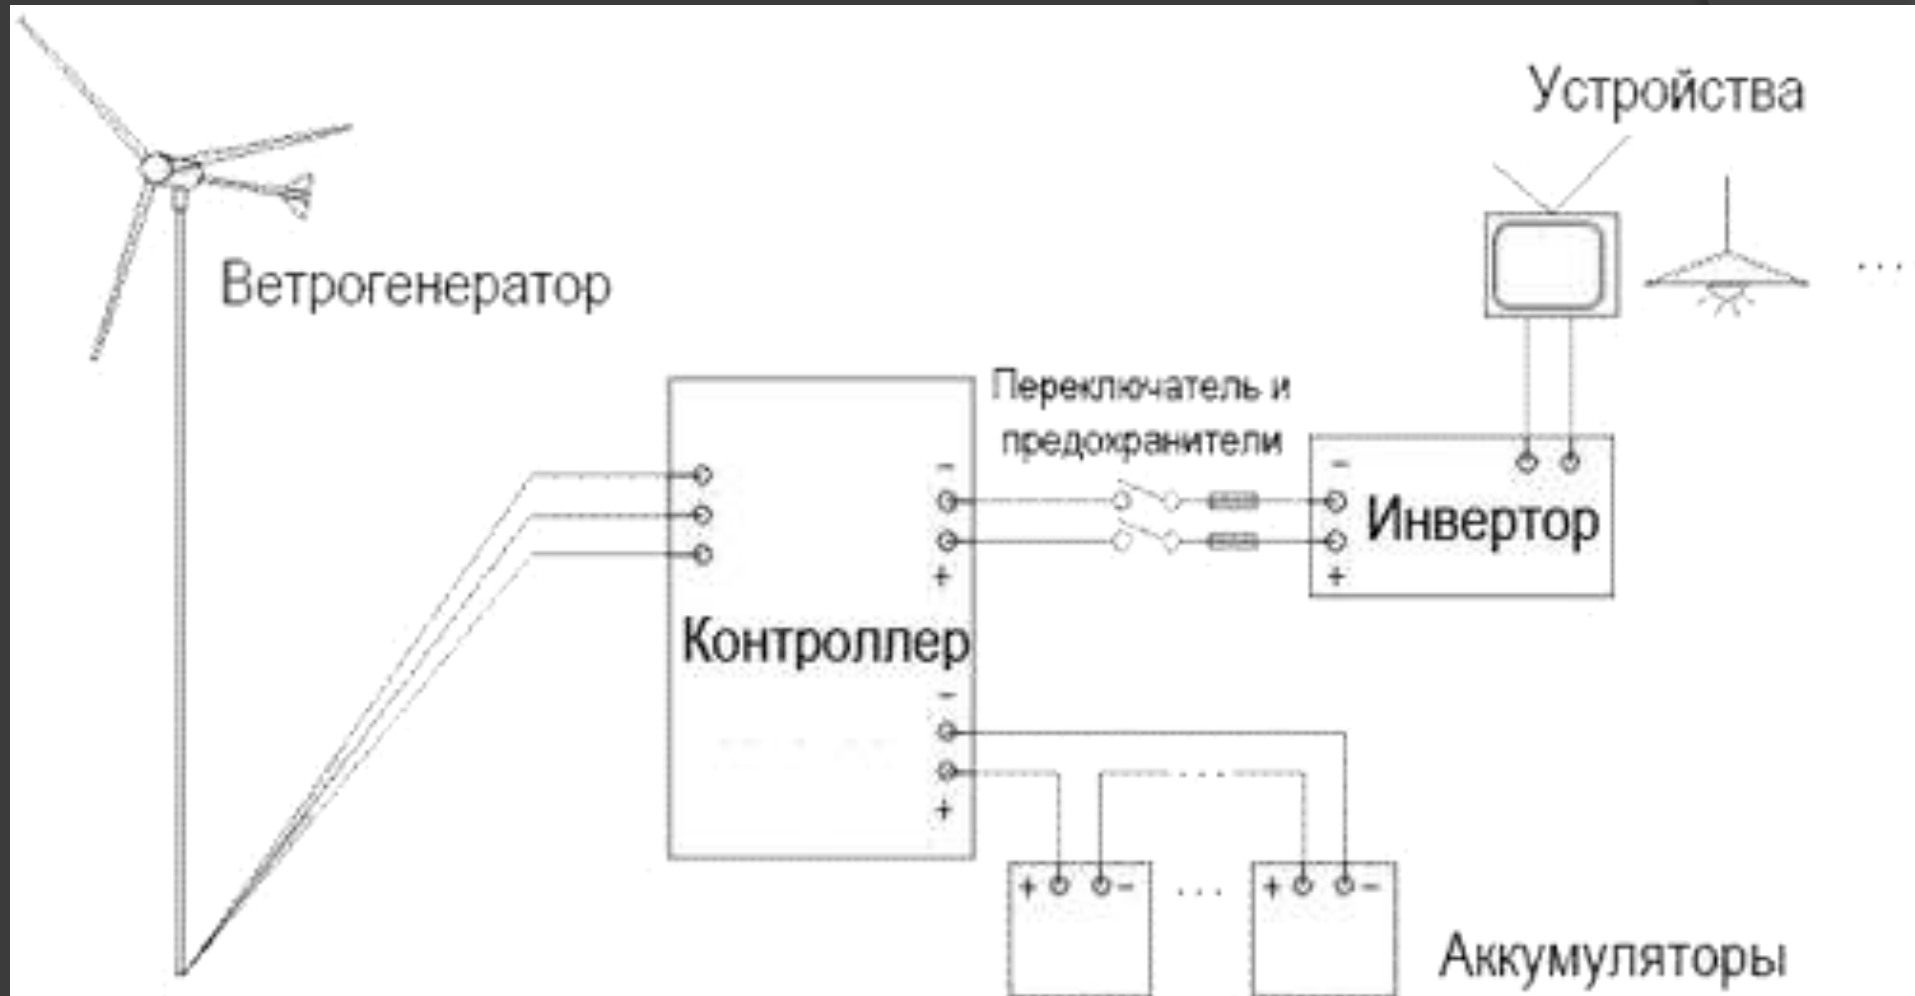 Устройства
Ветрогенератор
Переключатель и
предохранители
-
-
Инвертор
+
+
Контроллер
-
+
+ - ... + -
Аккумуляторы